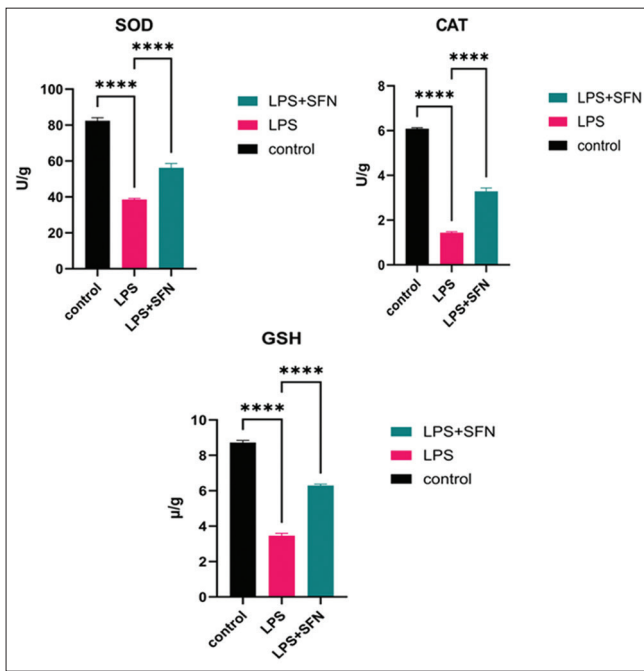 SOD
****
****
100
80
60
40
20
0
U/g
control
LPS
LPS+SFN
LPS+SFN
LPS
control
CAT
****
****
8
6
4
2
0
U/g
control
LPS
LPS+SFN
LPS+SFN
LPS
control
GSH
****
****
10
8
6
4
2
0
µ/g
control
LPS
LPS+SFN
LPS+SFN
LPS
control